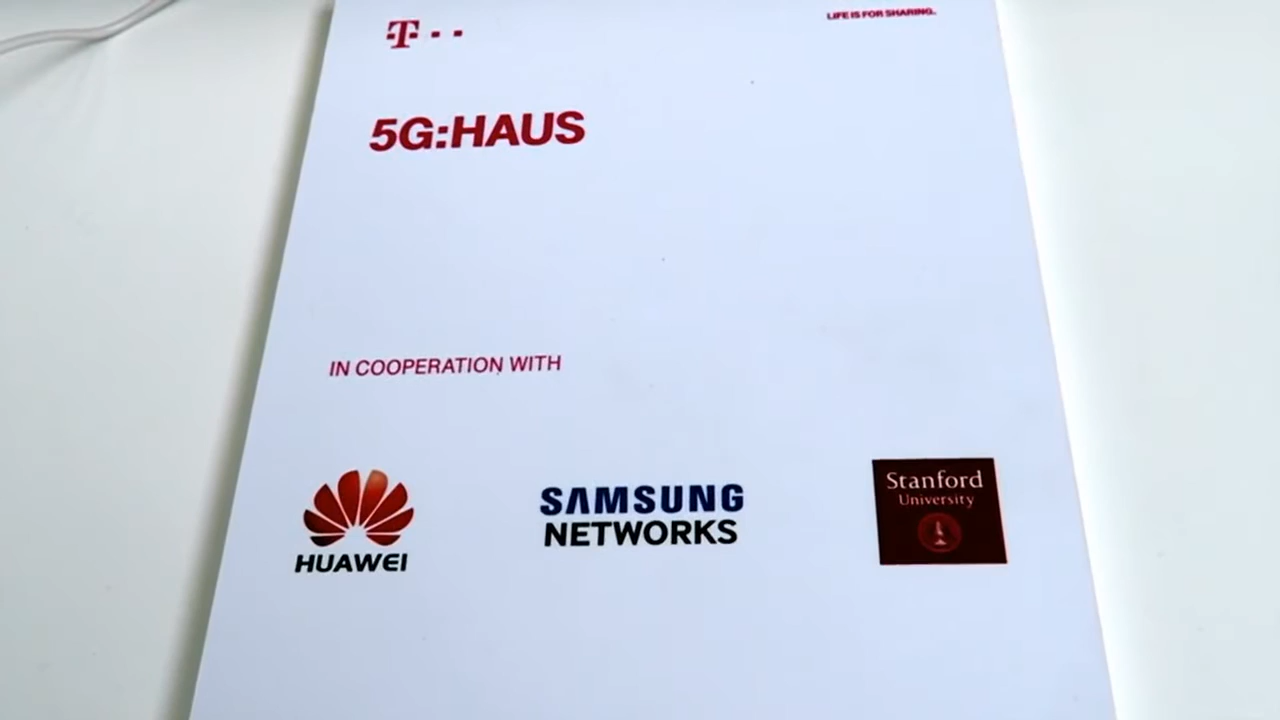 T
LIFE IS FOR SHARING.
5G:HAUS
IN COOPERATION WITH
HUAWEI
SAMSUNG
NETWORKS
Stanford
University